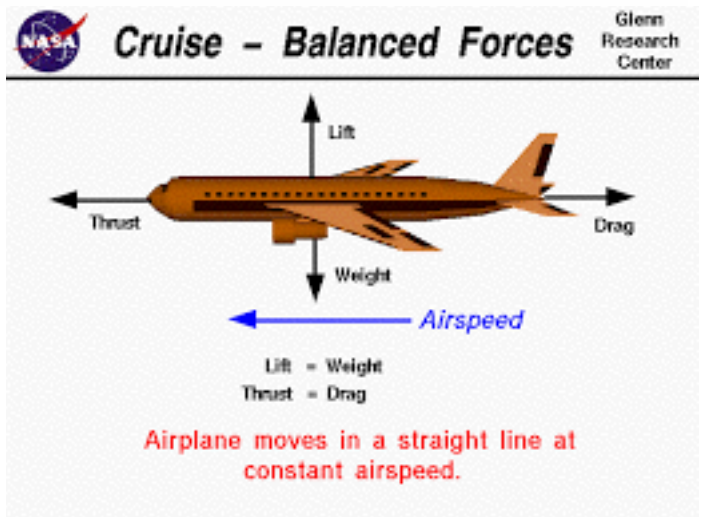 NASA
Cruise – Balanced Forces
Glenn
Research
Center
Lift
Thrust
Drag
Weight
Airspeed
Lift = Weight
Thrust = Drag
Airplane moves in a straight line at
constant airspeed.